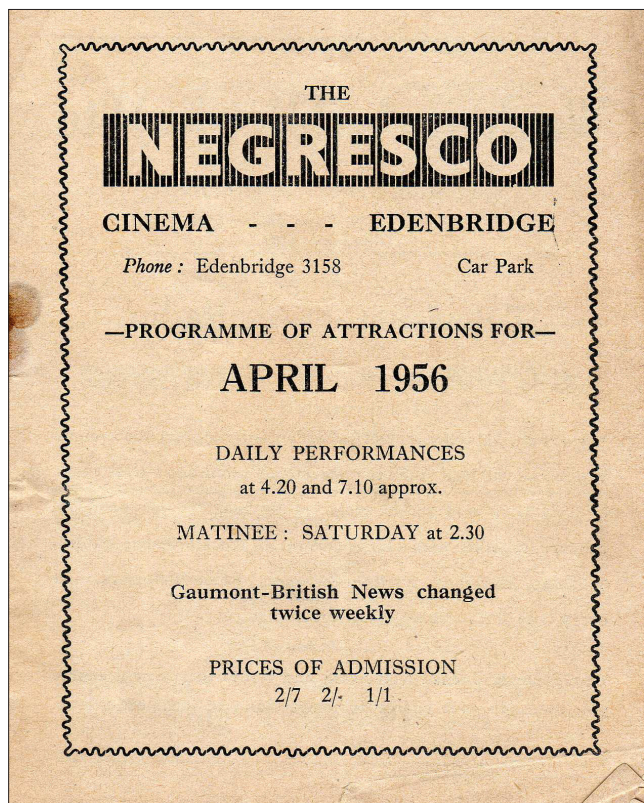 THE
NEGRESCO
CINEMA - - - EDENBRIDGE
Phone : Edenbridge 3158 Car Park
—PROGRAMME OF ATTRACTIONS FOR—
APRIL 1956
DAILY PERFORMANCES
at 4.20 and 7.10 approx.
MATINEE : SATURDAY at 2.30
Gaumont-British News changed
twice weekly
PRICES OF ADMISSION
2/7 2/- 1/1